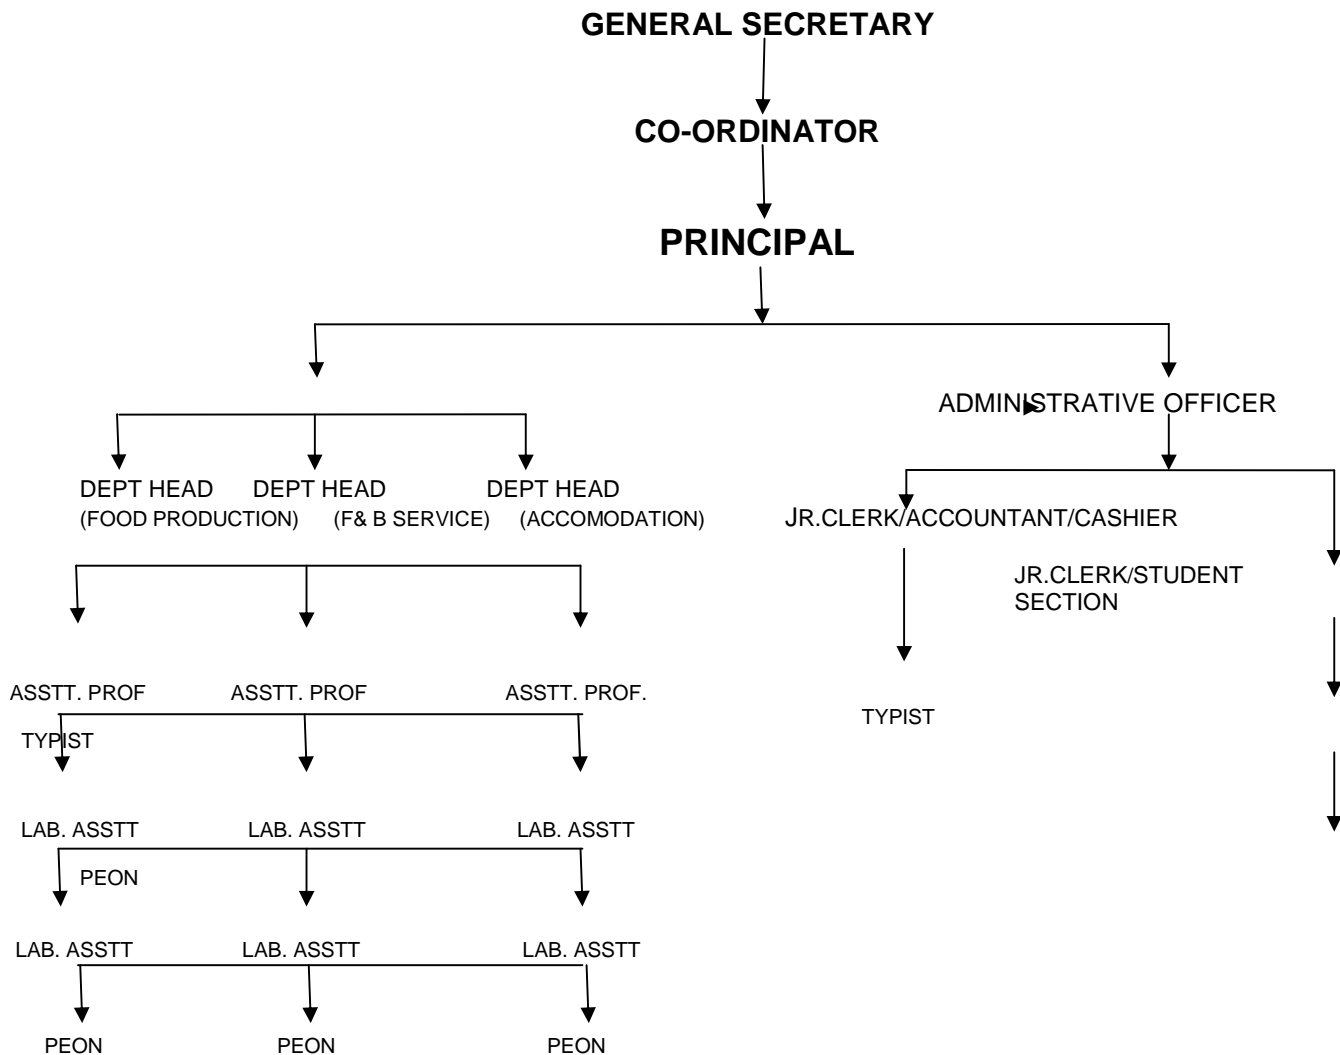 GENERAL SECRETARY
CO-ORDINATOR
PRINCIPAL
ADMINISTRATIVE OFFICER
DEPT HEAD DEPT HEAD DEPT HEAD
(FOOD PRODUCTION) (F& B SERVICE) (ACCOMODATION)
JR.CLERK/ACCOUNTANT/CASHIER
JR.CLERK/STUDENT
SECTION
ASSTT. PROF ASSTT. PROF ASSTT. PROF.
TYPIST
TYPIST
LAB. ASSTT LAB. ASSTT LAB. ASSTT
PEON
LAB. ASSTT LAB. ASSTT LAB. ASSTT
PEON PEON PEON